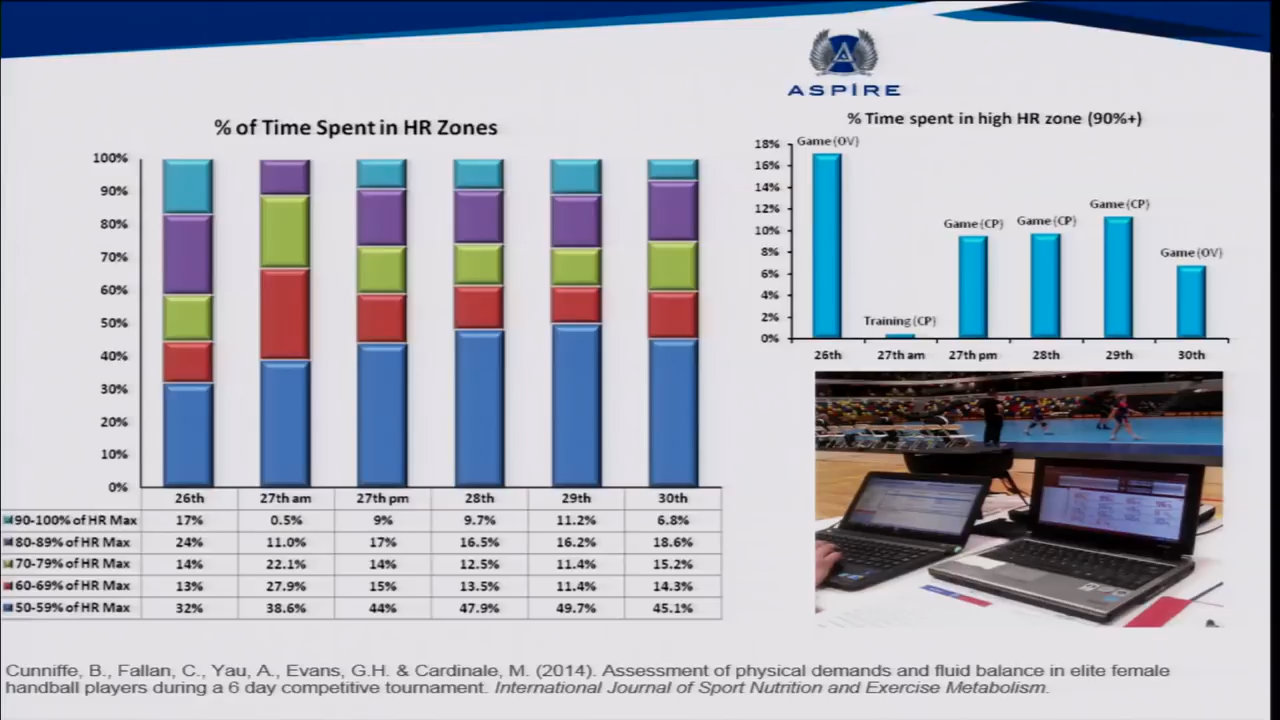 ASPIRE
% of Time Spent in HR Zones
100%
90%
80%
70%
60%
50%
40%
30%
20%
10%
0%
26th 27th am 27th pm 28th 29th 30th
90-100% of HR Max 17% 0.5% 9% 9.7% 11.2% 6.8%
80-89% of HR Max 24% 11.0% 17% 16.5% 16.2% 18.6%
70-79% of HR Max 14% 22.1% 14% 12.5% 11.4% 15.2%
60-69% of HR Max 13% 27.9% 15% 13.5% 11.4% 14.3%
50-59% of HR Max 32% 38.6% 44% 47.9% 49.7% 45.1%
% Time spent in high HR zone (90%+)
18%
16%
14%
12%
10%
8%
6%
4%
2%
0%
Game (OV)
Training (CP)
Game (CP)
Game (CP)
Game (CP)
Game (OV)
26th 27th am 27th pm 28th 29th 30th
Cunniffe, B., Fallan, C., Yau, A., Evans, G.H. & Cardinale, M. (2014). Assessment of physical demands and fluid balance in elite female
handball players during a 6 day competitive tournament. International Journal of Sport Nutrition and Exercise Metabolism.